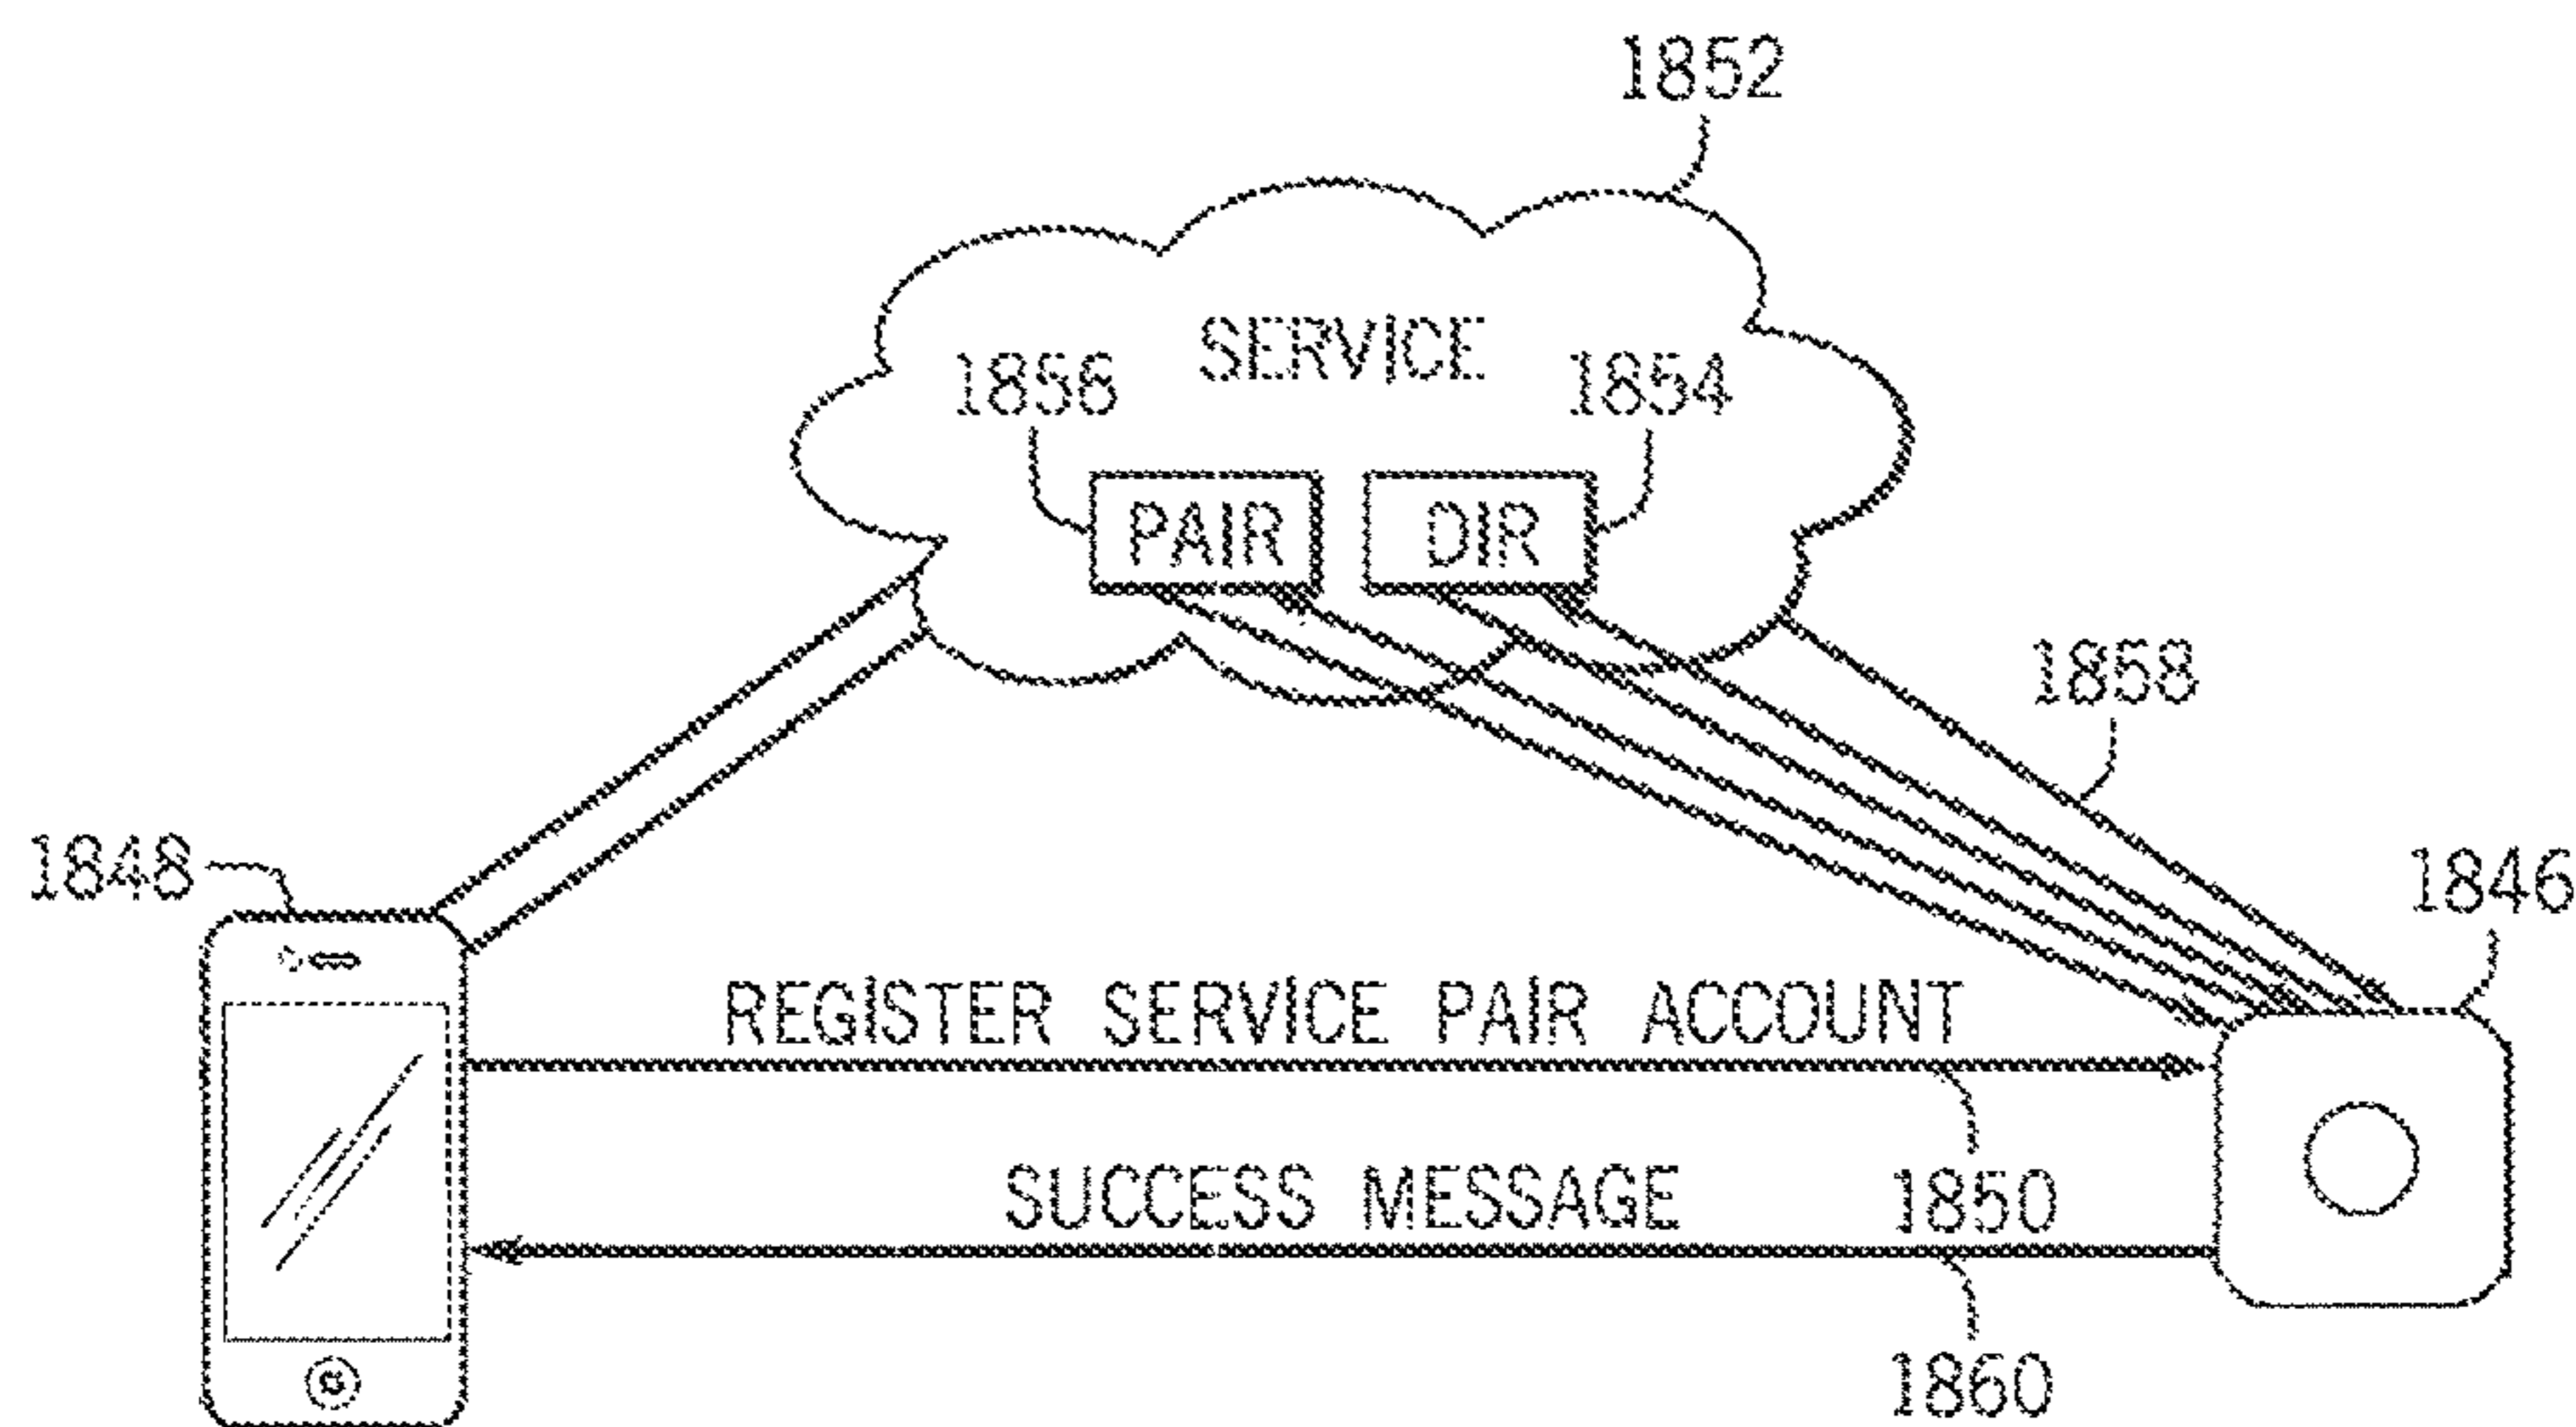 1852
SERVICE
1856
1854
PAIR
DIR
1858
1848
1846
REGISTER SERVICE PAIR ACCOUNT
SUCCESS MESSAGE
1850
1860